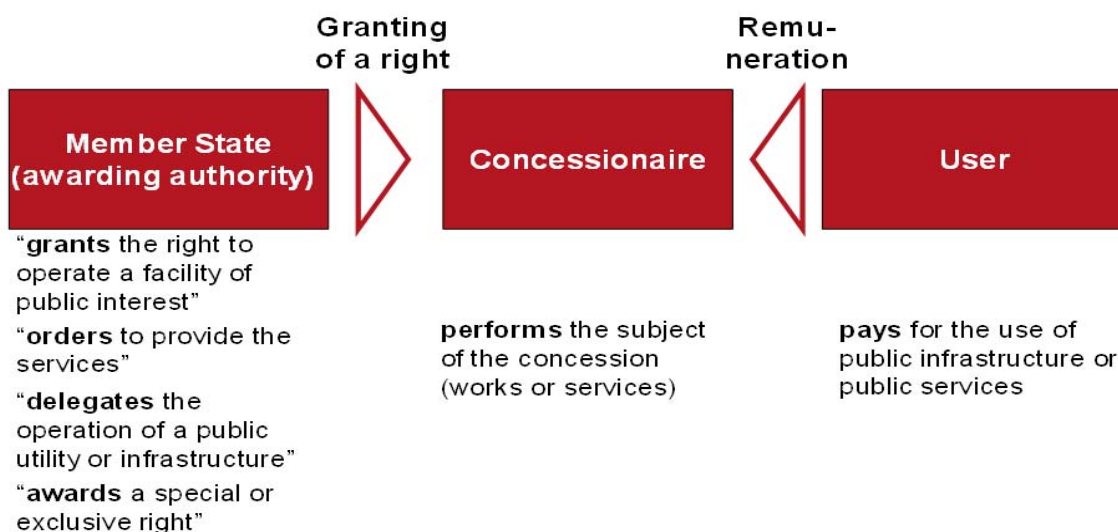 Granting
of a right
Remu-
neration
Member State
(awarding authority)
Concessionaire
User
“grants the right to
operate a facility of
public interest”
“orders to provide the
services”
“delegates the
operation of a public
utility or infrastructure”
“awards a special or
exclusive right”
performs the subject
of the concession
(works or services)
pays for the use of
public infrastructure or
public services